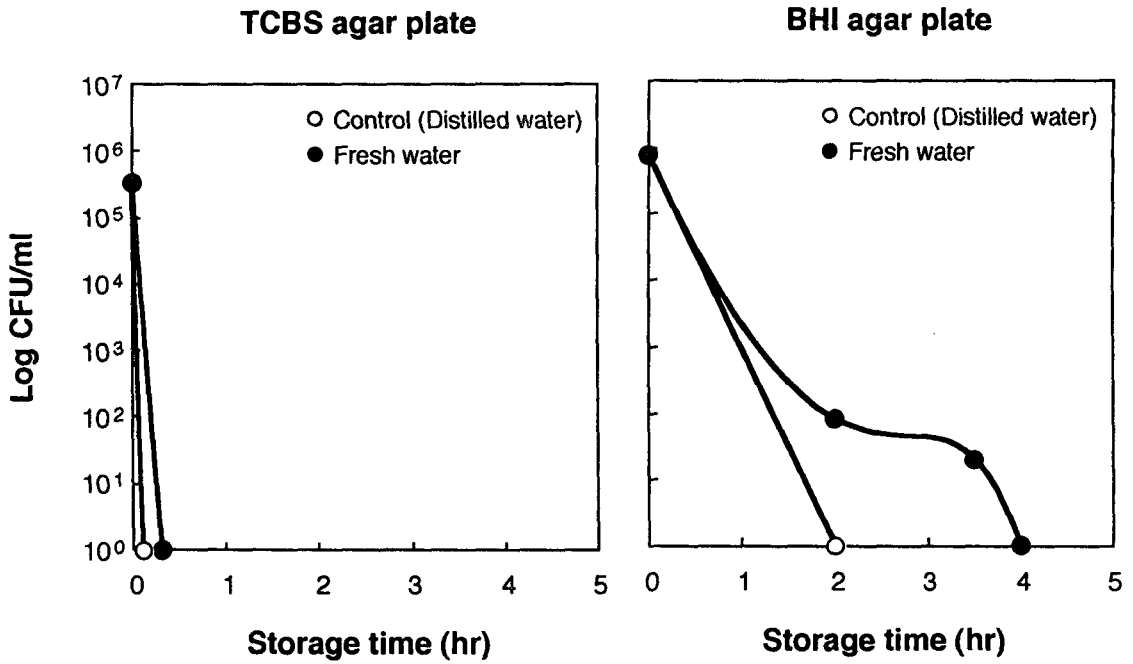 TCBS agar plate
BHI agar plate
Log CFU/ml
10⁷
10⁶
10⁵
10⁴
10³
10²
10¹
10⁰
○ Control (Distilled water)
● Fresh water
0 1 2 3 4 5
Storage time (hr)
○ Control (Distilled water)
● Fresh water
0 1 2 3 4 5
Storage time (hr)